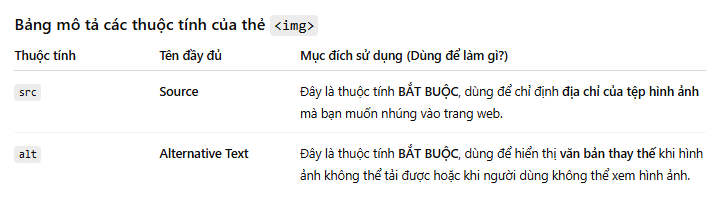 Bảng mô tả các thuộc tính của thẻ <img>
Thuộc tính Tên đầy đủ Mục đích sử dụng (Dùng để làm gì?)
src Source Đây là thuộc tính BẮT BUỘC, dùng để chỉ định địa chỉ của tệp hình ảnh
mà bạn muốn nhúng vào trang web.
alt Alternative Text Đây là thuộc tính BẮT BUỘC, dùng để hiển thị văn bản thay thế khi hình
ảnh không thể tải được hoặc khi người dùng không thể xem hình ảnh.